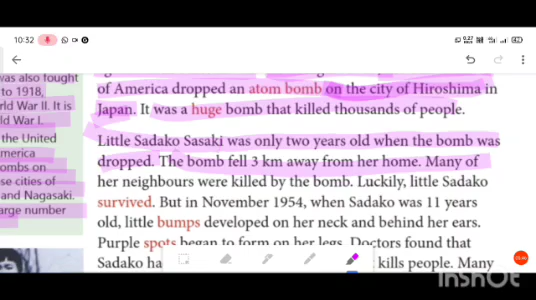 10:32
was also fought
to 1918,
rld War II. It is
rld War I.
the United
merica
ombs on
se cities of
and Nagasaki.
arge number
of America dropped an atom bomb on the city of Hiroshima in
Japan. It was a huge bomb that killed thousands of people.
Little Sadako Sasaki was only two years old when the bomb was
dropped. The bomb fell 3 km away from her home. Many of
her neighbours were killed by the bomb. Luckily, little Sadako
survived. But in November 1954, when Sadako was 11 years
old, little bumps developed on her neck and behind her ears.
Purple spots began to form on her legs. Doctors found that
Sadako ha kills people. Many
InShOt